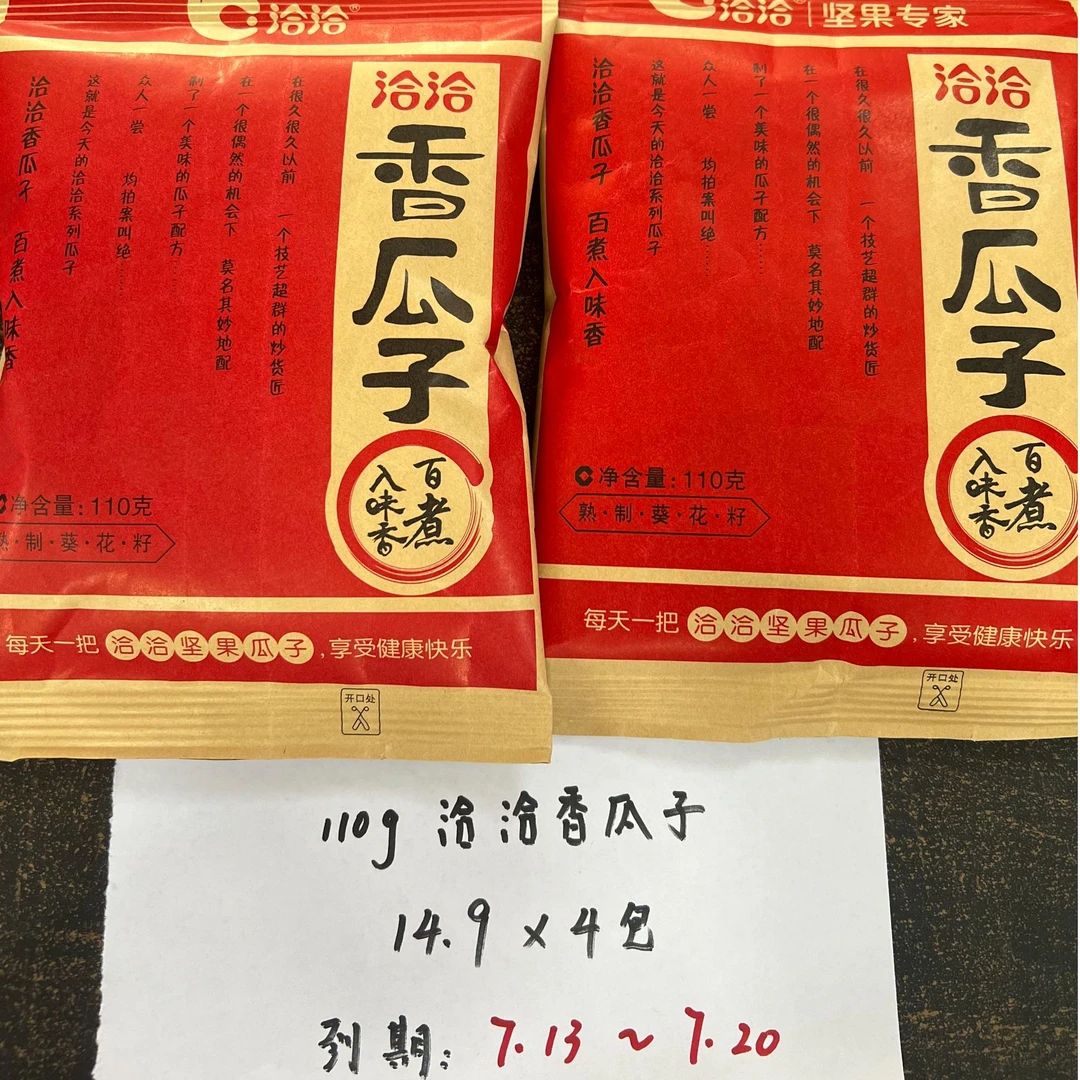 洽洽®
洽洽
香瓜子
百煮
入味香
在很久很久以前 一个技艺超群的炒货匠
在一个很偶然的机会下 莫名其妙地配
制了一个美味的瓜子配方……
众人一尝 均拍案叫绝……
这就是今天的洽洽系列瓜子
洽洽香瓜子 百煮入味香
净含量:110克
熟·制·葵·花·籽
每天一把 洽洽坚果瓜子,享受健康快乐
开口处
洽洽®|坚果专家
洽洽
香瓜子
百煮
入味香
在很久很久以前 一个技艺超群的炒货匠
在一个很偶然的机会下 莫名其妙地配
制了一个美味的瓜子配方……
众人一尝 均拍案叫绝……
这就是今天的洽洽系列瓜子
洽洽香瓜子 百煮入味香
净含量:110克
熟·制·葵·花·籽
每天一把 洽洽坚果瓜子,享受健康快乐
开口处
110g 洽洽香瓜子
14.9 x 4包
到期: 7.13 ~ 7.20